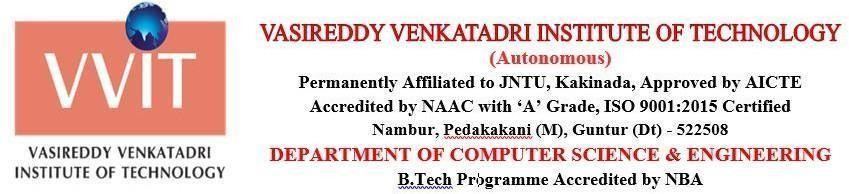 VVIT
VASIREDDY VENKATADRI
INSTITUTE OF TECHNOLOGY
VASIREDDY VENKATADRI INSTITUTE OF TECHNOLOGY
(Autonomous)
Permanently Affiliated to JNTU, Kakinada, Approved by AICTE
Accredited by NAAC with ‘A’ Grade, ISO 9001:2015 Certified
Nambur, Pedakakani (M), Guntur (Dt) - 522508
DEPARTMENT OF COMPUTER SCIENCE & ENGINEERING
B.Tech Programme Accredited by NBA